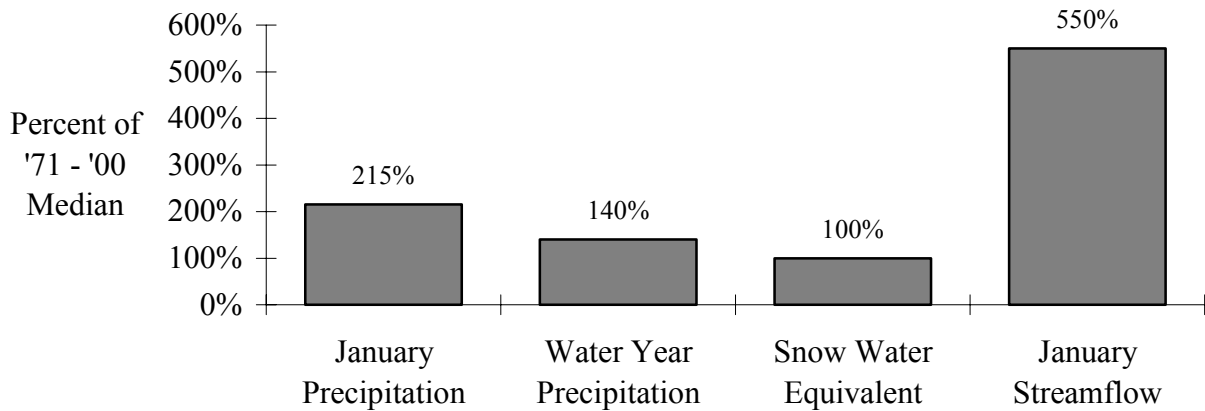 600%
500%
400%
300%
200%
100%
0%
Percent of
'71 - '00
Median
215%
140%
100%
550%
January
Precipitation
Water Year
Precipitation
Snow Water
Equivalent
January
Streamflow